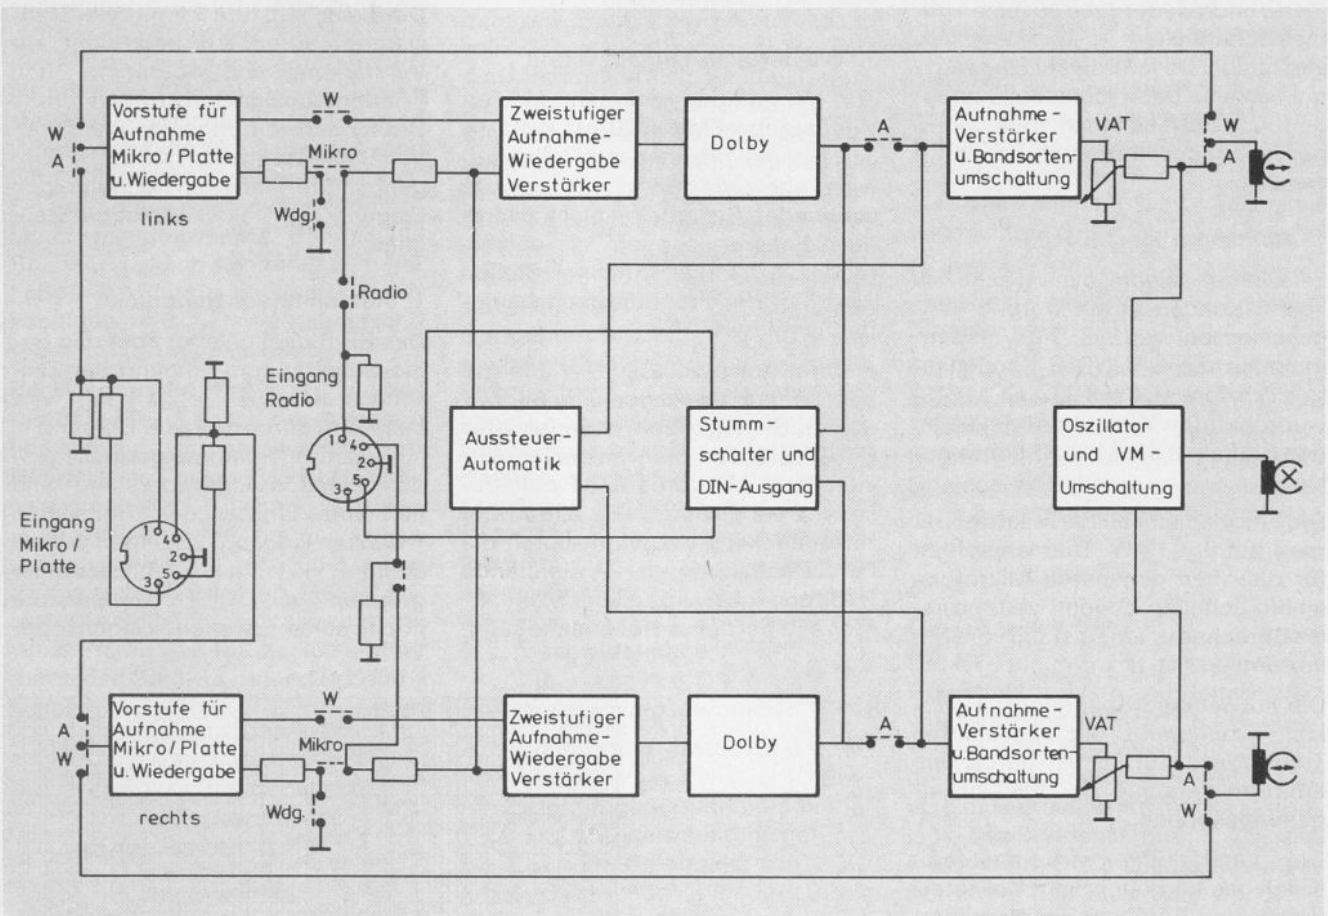 W
Vorstufe für
Aufnahme
Mikro / Platte
u. Wiedergabe
links
W
A
Mikro
Wdg.
Zweistufiger
Aufnahme-
Wiedergabe
Verstärker
Dolby
A
Aufnahme-
Verstärker
u. Bandsorten-
umschaltung
VAT
W
A
Radio
Eingang
Radio
1
4
2
5
3
Aussteuer-
Automatik
Stumm-
schalter und
DIN-Ausgang
Oszillator
und VM-
Umschaltung
Eingang
Mikro /
Platte
1
4
2
5
3
A
W
Vorstufe für
Aufnahme
Mikro / Platte
u. Wiedergabe
rechts
W
Mikro
Wdg.
Zweistufiger
Aufnahme-
Wiedergabe
Verstärker
Dolby
A
Aufnahme-
Verstärker
u. Bandsorten-
umschaltung
VAT
A
W